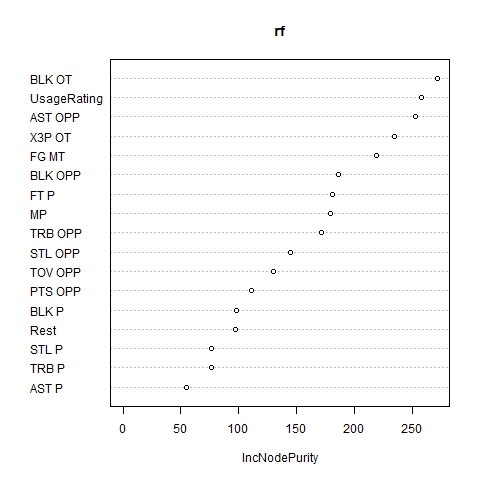 rf
BLK OT
UsageRating
AST OPP
X3P OT
FG MT
BLK OPP
FT P
MP
TRB OPP
STL OPP
TOV OPP
PTS OPP
BLK P
Rest
STL P
TRB P
AST P
0 50 100 150 200 250
IncNodePurity